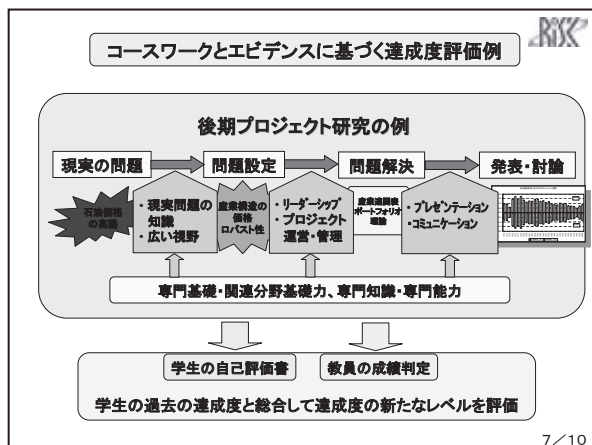 RiSK
コースワークとエビデンスに基づく達成度評価例
後期プロジェクト研究の例
現実の問題
問題設定
問題解決
発表・討論
石油価格
の高騰
・現実問題の
知識
・広い視野
産業構造の
価格
ロバスト性
・リーダーシップ
・プロジェクト
運営・管理
産業連関表
ポートフォリオ
理論
・プレゼンテーション
・コミュニケーション
専門基礎・関連分野基礎力、専門知識・専門能力
学生の自己評価書
教員の成績判定
学生の過去の達成度と総合して達成度の新たなレベルを評価
7／10